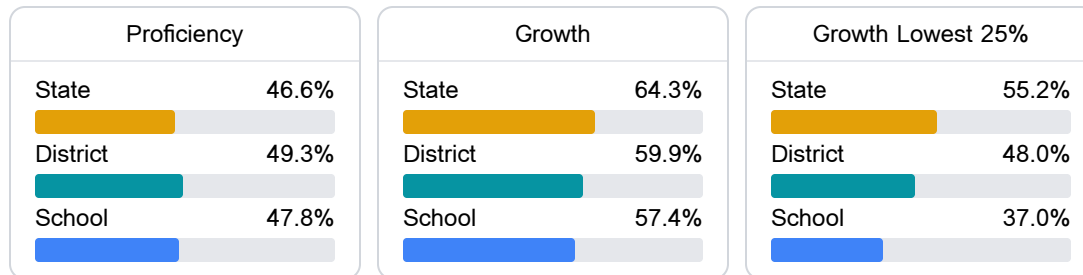 Proficiency
State 46.6%
District 49.3%
School 47.8%
Growth
State 64.3%
District 59.9%
School 57.4%
Growth Lowest 25%
State 55.2%
District 48.0%
School 37.0%